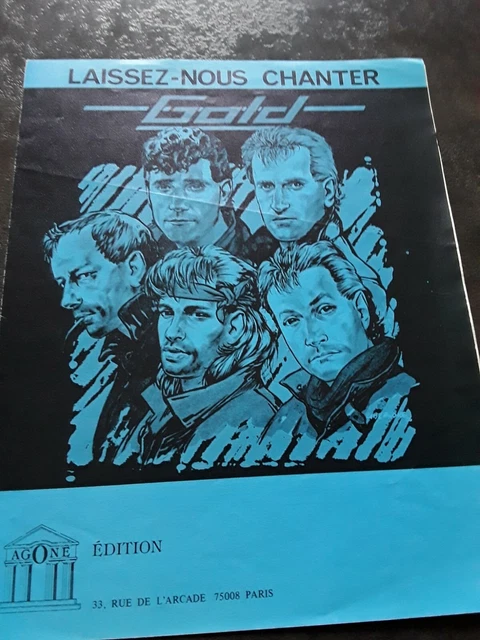 LAISSEZ-NOUS CHANTER
Gold
AGONE
ÉDITION
33, RUE DE L'ARCADE 75008 PARIS